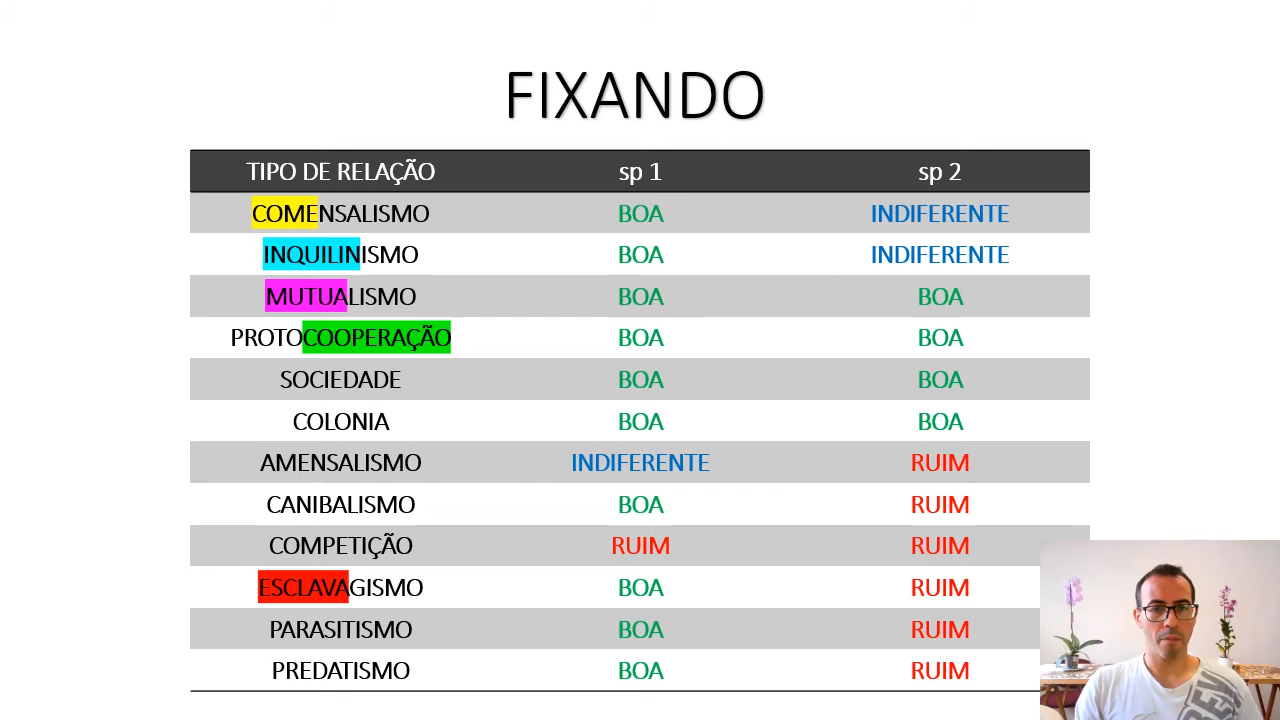 FIXANDO
TIPO DE RELAÇÃO sp 1 sp 2
COMENSALISMO BOA INDIFERENTE
INQUILINISMO BOA INDIFERENTE
MUTUALISMO BOA BOA
PROTOCOOPERAÇÃO BOA BOA
SOCIEDADE BOA BOA
COLONIA BOA BOA
AMENSALISMO INDIFERENTE RUIM
CANIBALISMO BOA RUIM
COMPETIÇÃO RUIM RUIM
ESCLAVAGISMO BOA RUIM
PARASITISMO BOA RUIM
PREDATISMO BOA RUIM